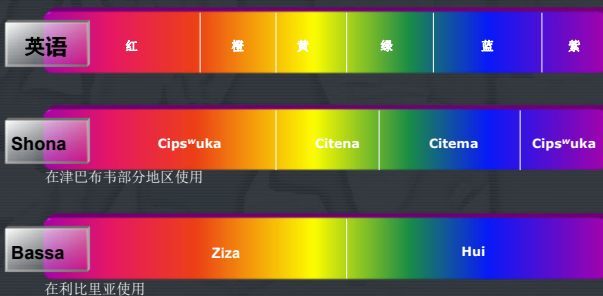 英语 红 橙 黄 绿 蓝 紫
Shona Cipsʷuka Citena Citema Cipsʷuka
在津巴布韦部分地区使用
Bassa Ziza Hui
在利比里亚使用